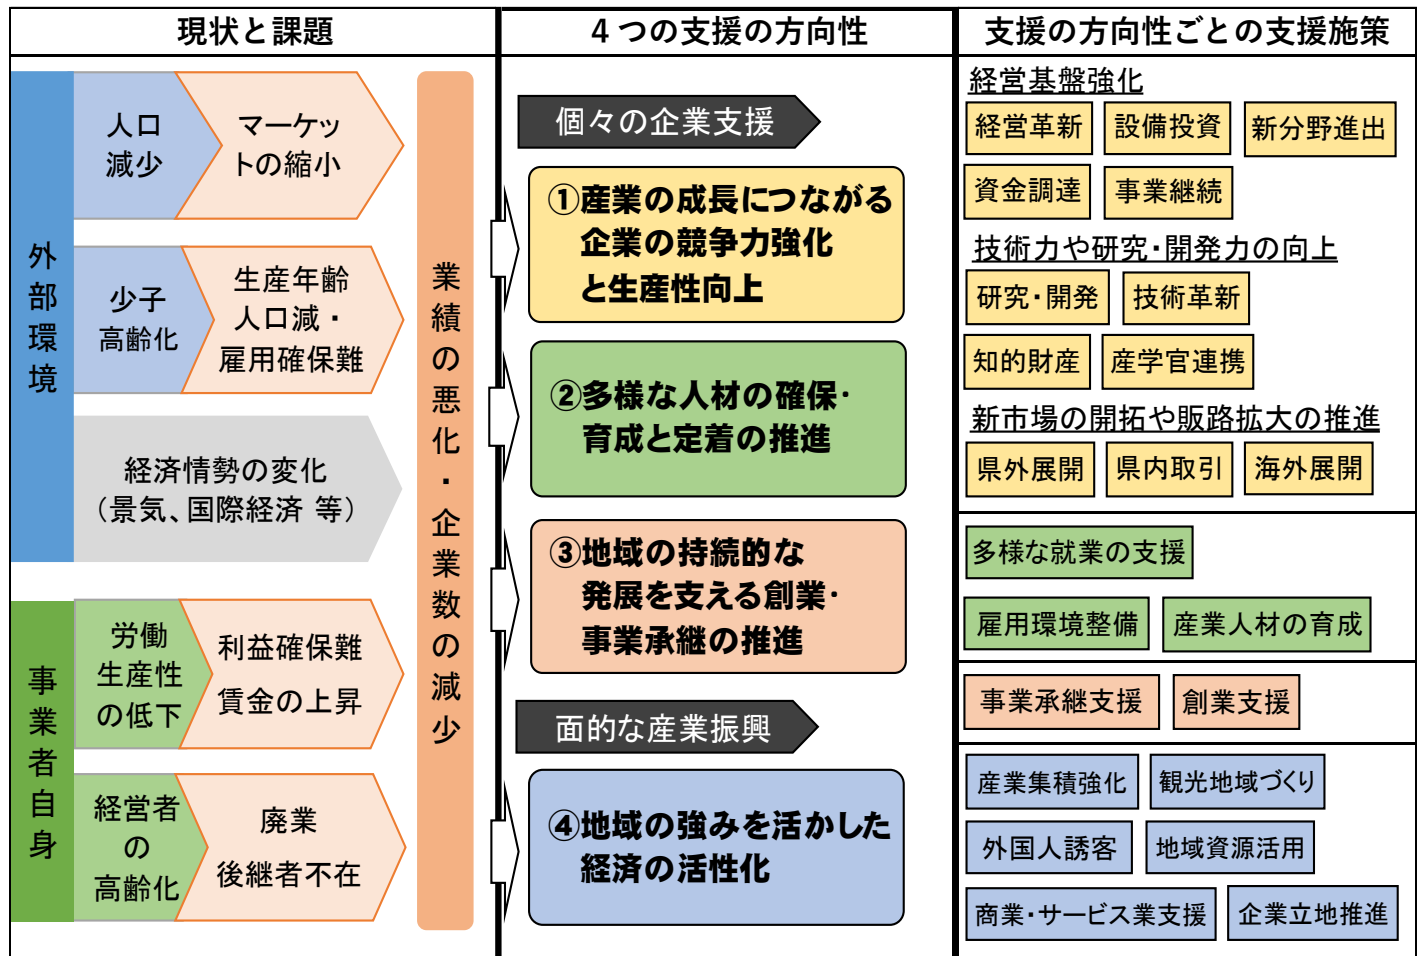 現状と課題
4つの支援の方向性
支援の方向性ごとの支援施策
外部環境
人口
減少
マーケッ
トの縮小
少子
高齢化
生産年齢
人口減・
雇用確保難
経済情勢の変化
（景気、国際経済 等）
事業者自身
労働
生産性
の低下
利益確保難
賃金の上昇
経営者
の
高齢化
廃業
後継者不在
業績の悪化・企業数の減少
個々の企業支援
①産業の成長につながる
企業の競争力強化
と生産性向上
②多様な人材の確保・
育成と定着の推進
③地域の持続的な
発展を支える創業・
事業承継の推進
面的な産業振興
④地域の強みを活かした
経済の活性化
経営基盤強化
経営革新 設備投資 新分野進出
資金調達 事業継続
技術力や研究・開発力の向上
研究・開発 技術革新
知的財産 産学官連携
新市場の開拓や販路拡大の推進
県外展開 県内取引 海外展開
多様な就業の支援
雇用環境整備 産業人材の育成
事業承継支援 創業支援
産業集積強化 観光地域づくり
外国人誘客 地域資源活用
商業・サービス業支援 企業立地推進